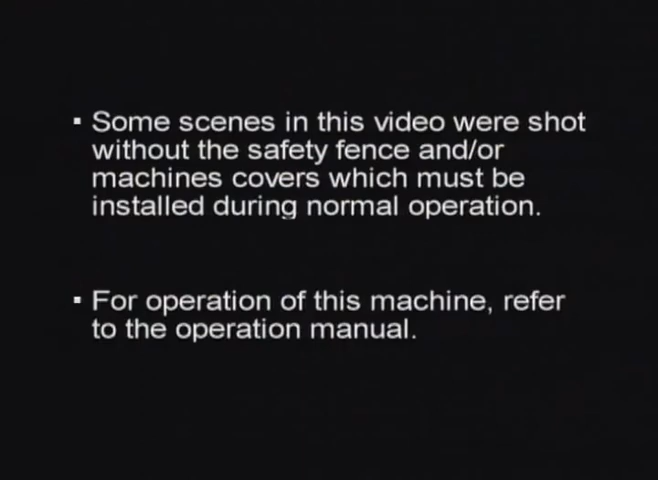 ▪ Some scenes in this video were shot
without the safety fence and/or
machines covers which must be
installed during normal operation.
▪ For operation of this machine, refer
to the operation manual.